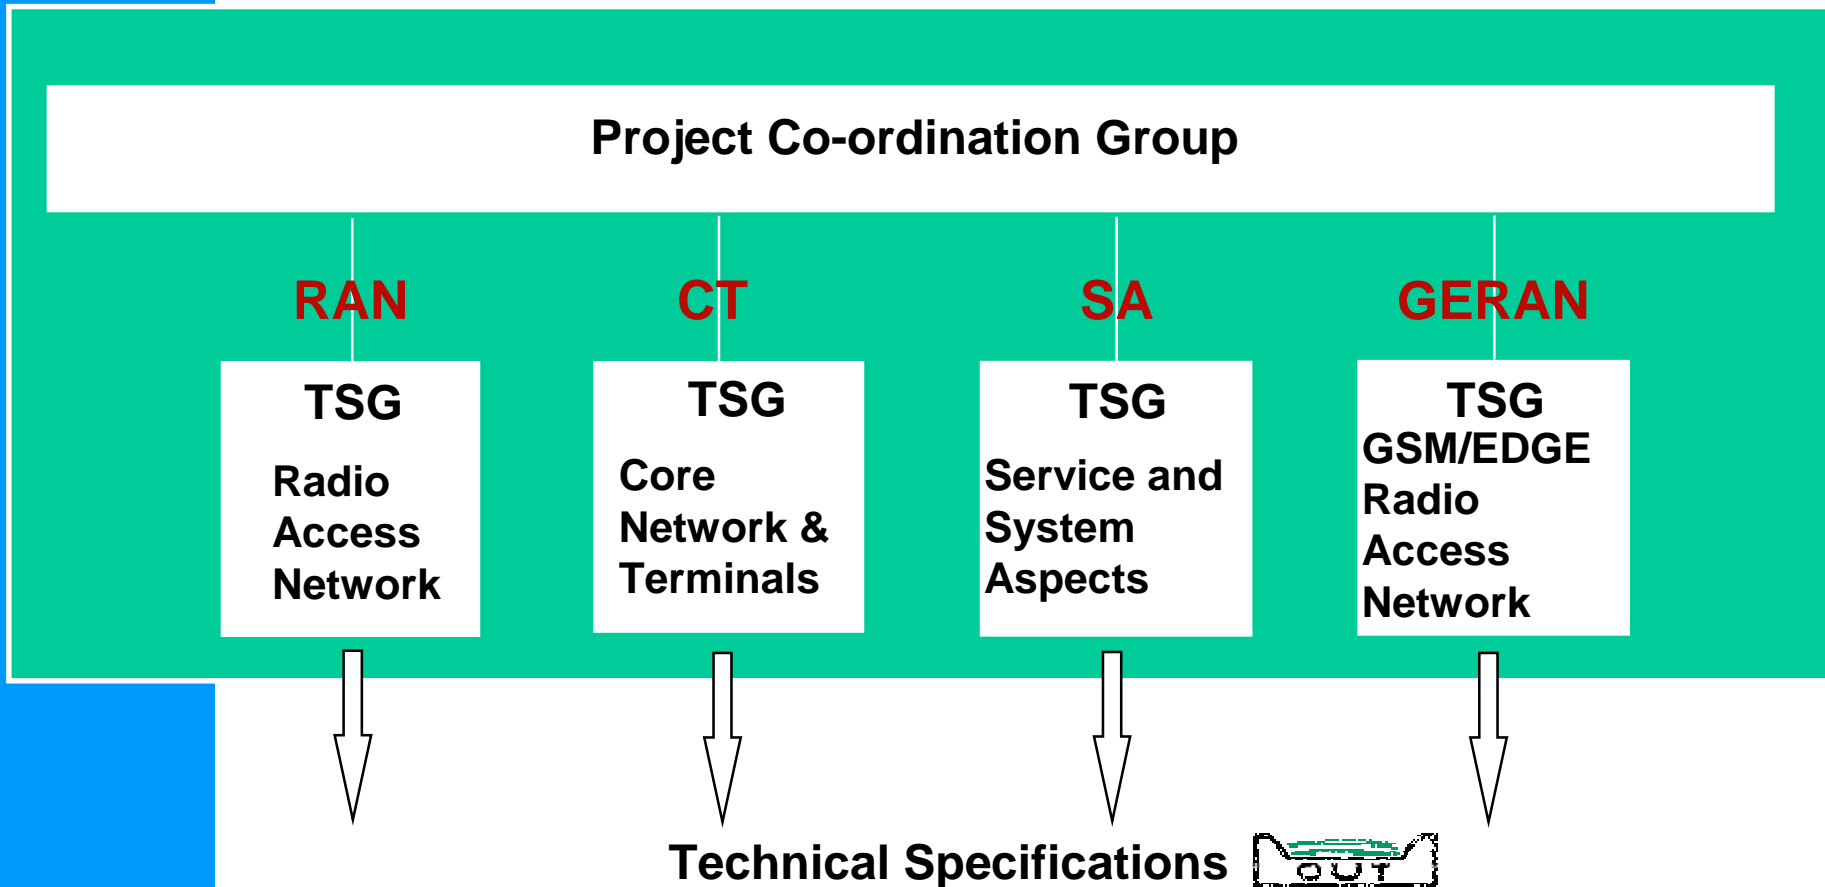 Project Co-ordination Group
RAN
CT
SA
GERAN
TSG
Radio
Access
Network
TSG
Core
Network &
Terminals
TSG
Service and
System
Aspects
TSG
GSM/EDGE
Radio
Access
Network
Technical Specifications
OUT